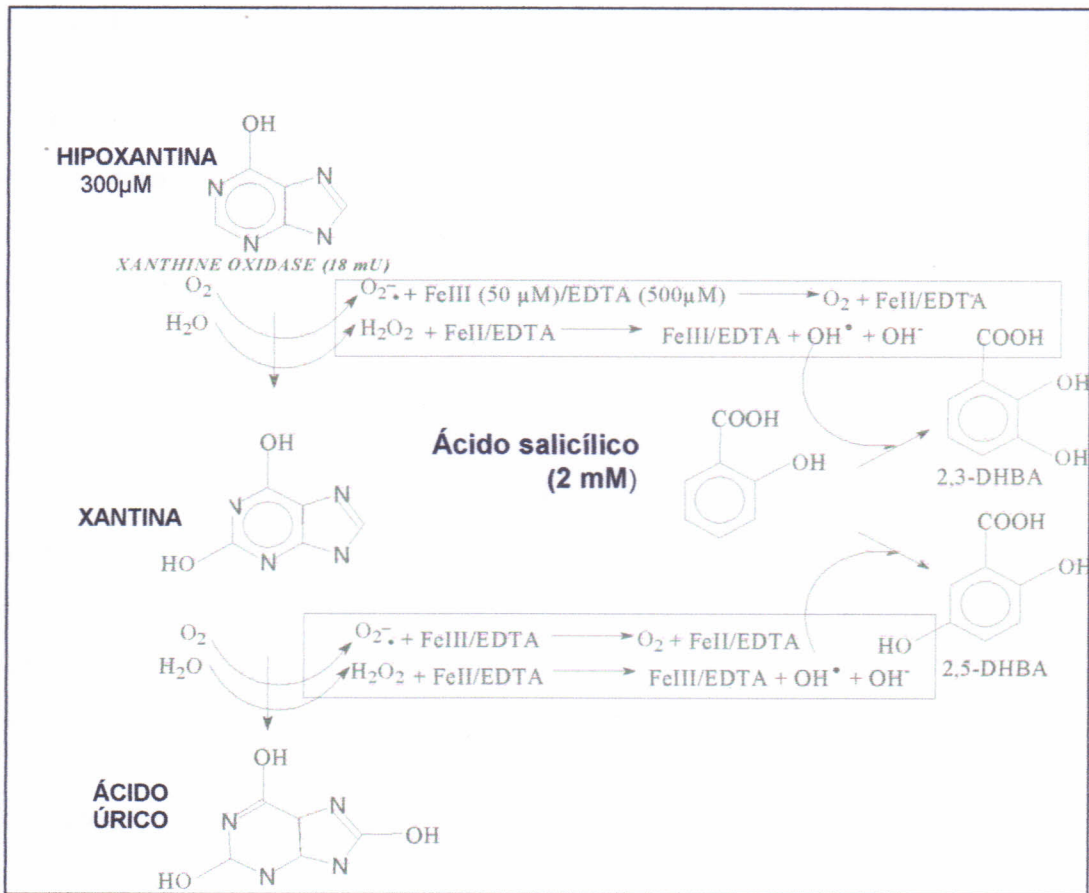 OH
HIPOXANTINA
300µM
N
N
N
N
XANTHINE OXIDASE (18 mU)
O₂
H₂O
O₂⁻• + FeIII (50 µM)/EDTA (500µM) → O₂ + FeII/EDTA
H₂O₂ + FeII/EDTA → FeIII/EDTA + OH• + OH⁻
COOH
OH
OH
2,3-DHBA
Ácido salicílico
(2 mM)
COOH
OH
OH
XANTINA
N
N
N
N
HO
COOH
OH
HO
2,5-DHBA
O₂
H₂O
O₂⁻• + FeIII/EDTA → O₂ + FeII/EDTA
H₂O₂ + FeII/EDTA → FeIII/EDTA + OH• + OH⁻
OH
ÁCIDO
ÚRICO
N
N
N
N
OH
HO